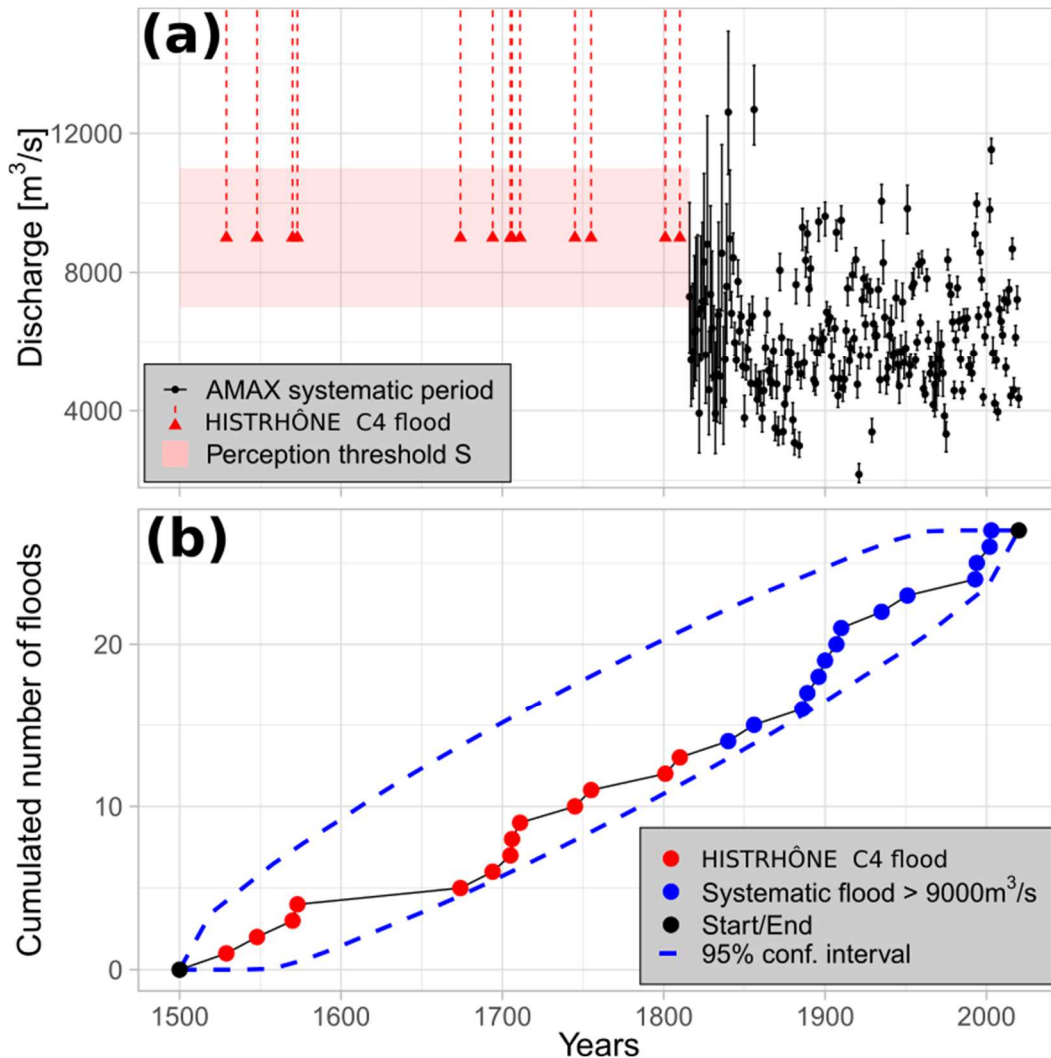 (a)
Discharge [m³/s]
12000
8000
4000
AMAX systematic period
HISTRHÔNE C4 flood
Perception threshold S
(b)
Cumulated number of floods
20
10
0
HISTRHÔNE C4 flood
Systematic flood > 9000m³/s
Start/End
95% conf. interval
1500 1600 1700 1800 1900 2000
Years